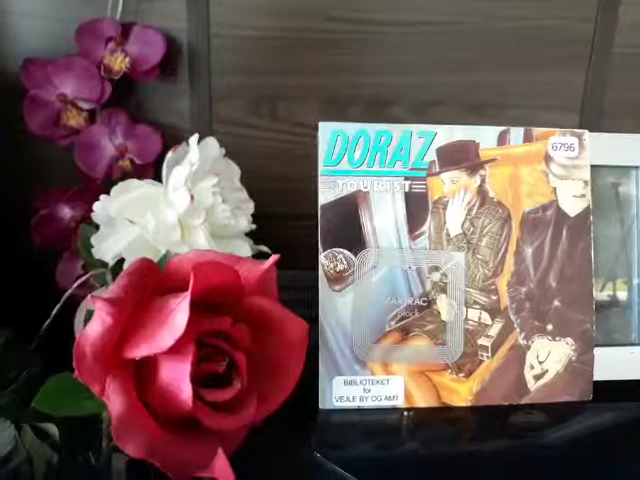 DORAZ
TOURIST
6796
BIBLIOTEKET
for
VEJLE BY OG AMT